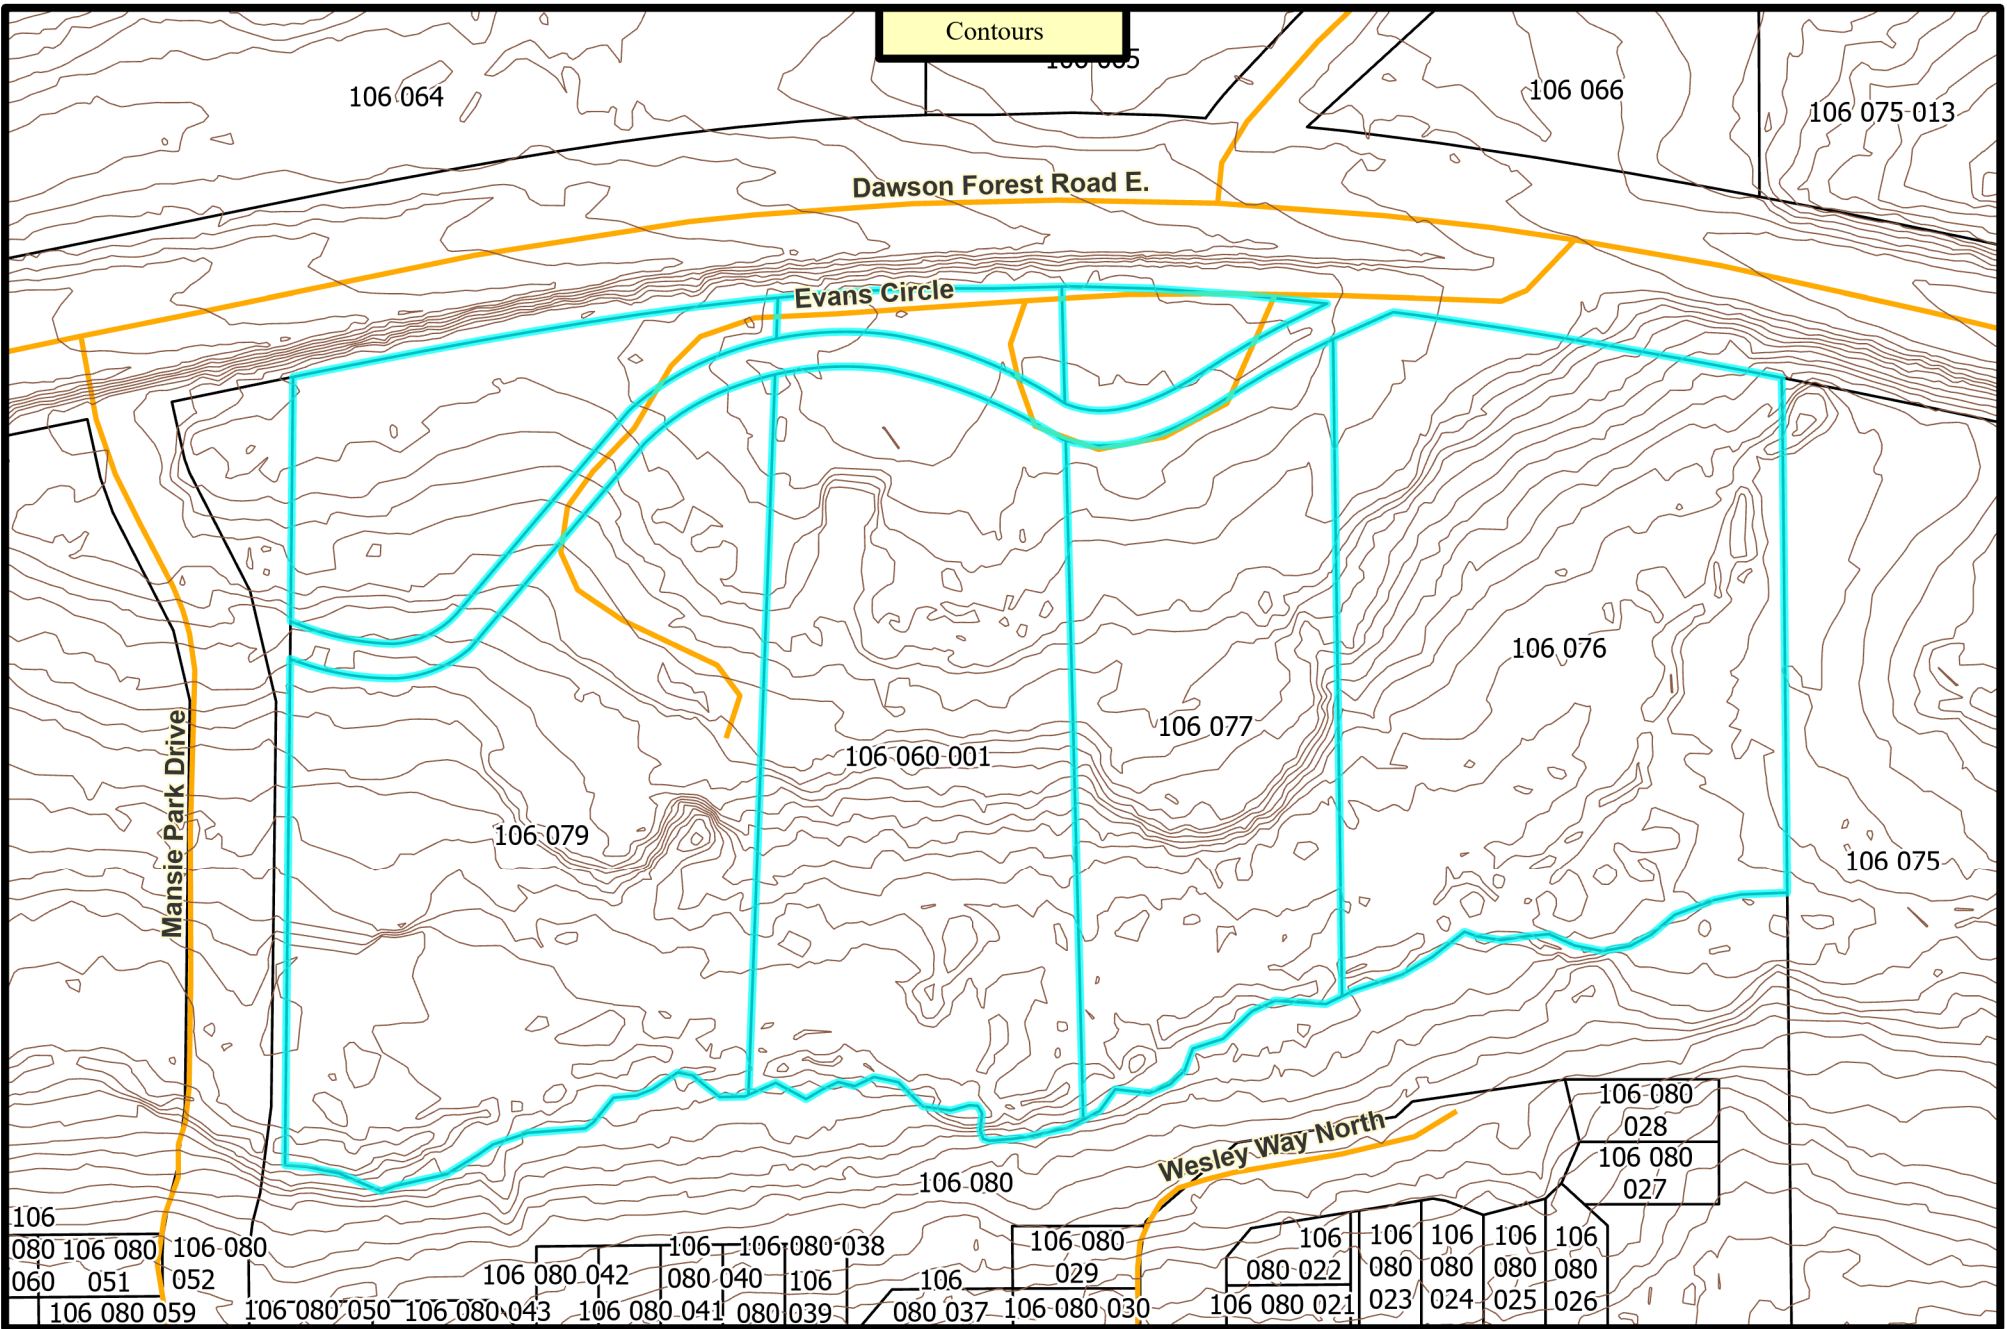 Contours
106 065
106 064
106 066
106 075 013
Dawson Forest Road E.
Evans Circle
106 076
106 077
106 060 001
Mansie Park Drive
106 079
106 075
106 080
028
Wesley Way North
106 080
027
106 080
106
080
060
106 080
051
106 080
052
106 080 059
106 080 050
106 080 043
106 080 042
106 080 041
106
080 040
106 080 038
106
080 039
106
080 037
106 080
029
106 080 030
106
080 022
106 080 021
106
080
023
106
080
024
106
080
025
106
080
026